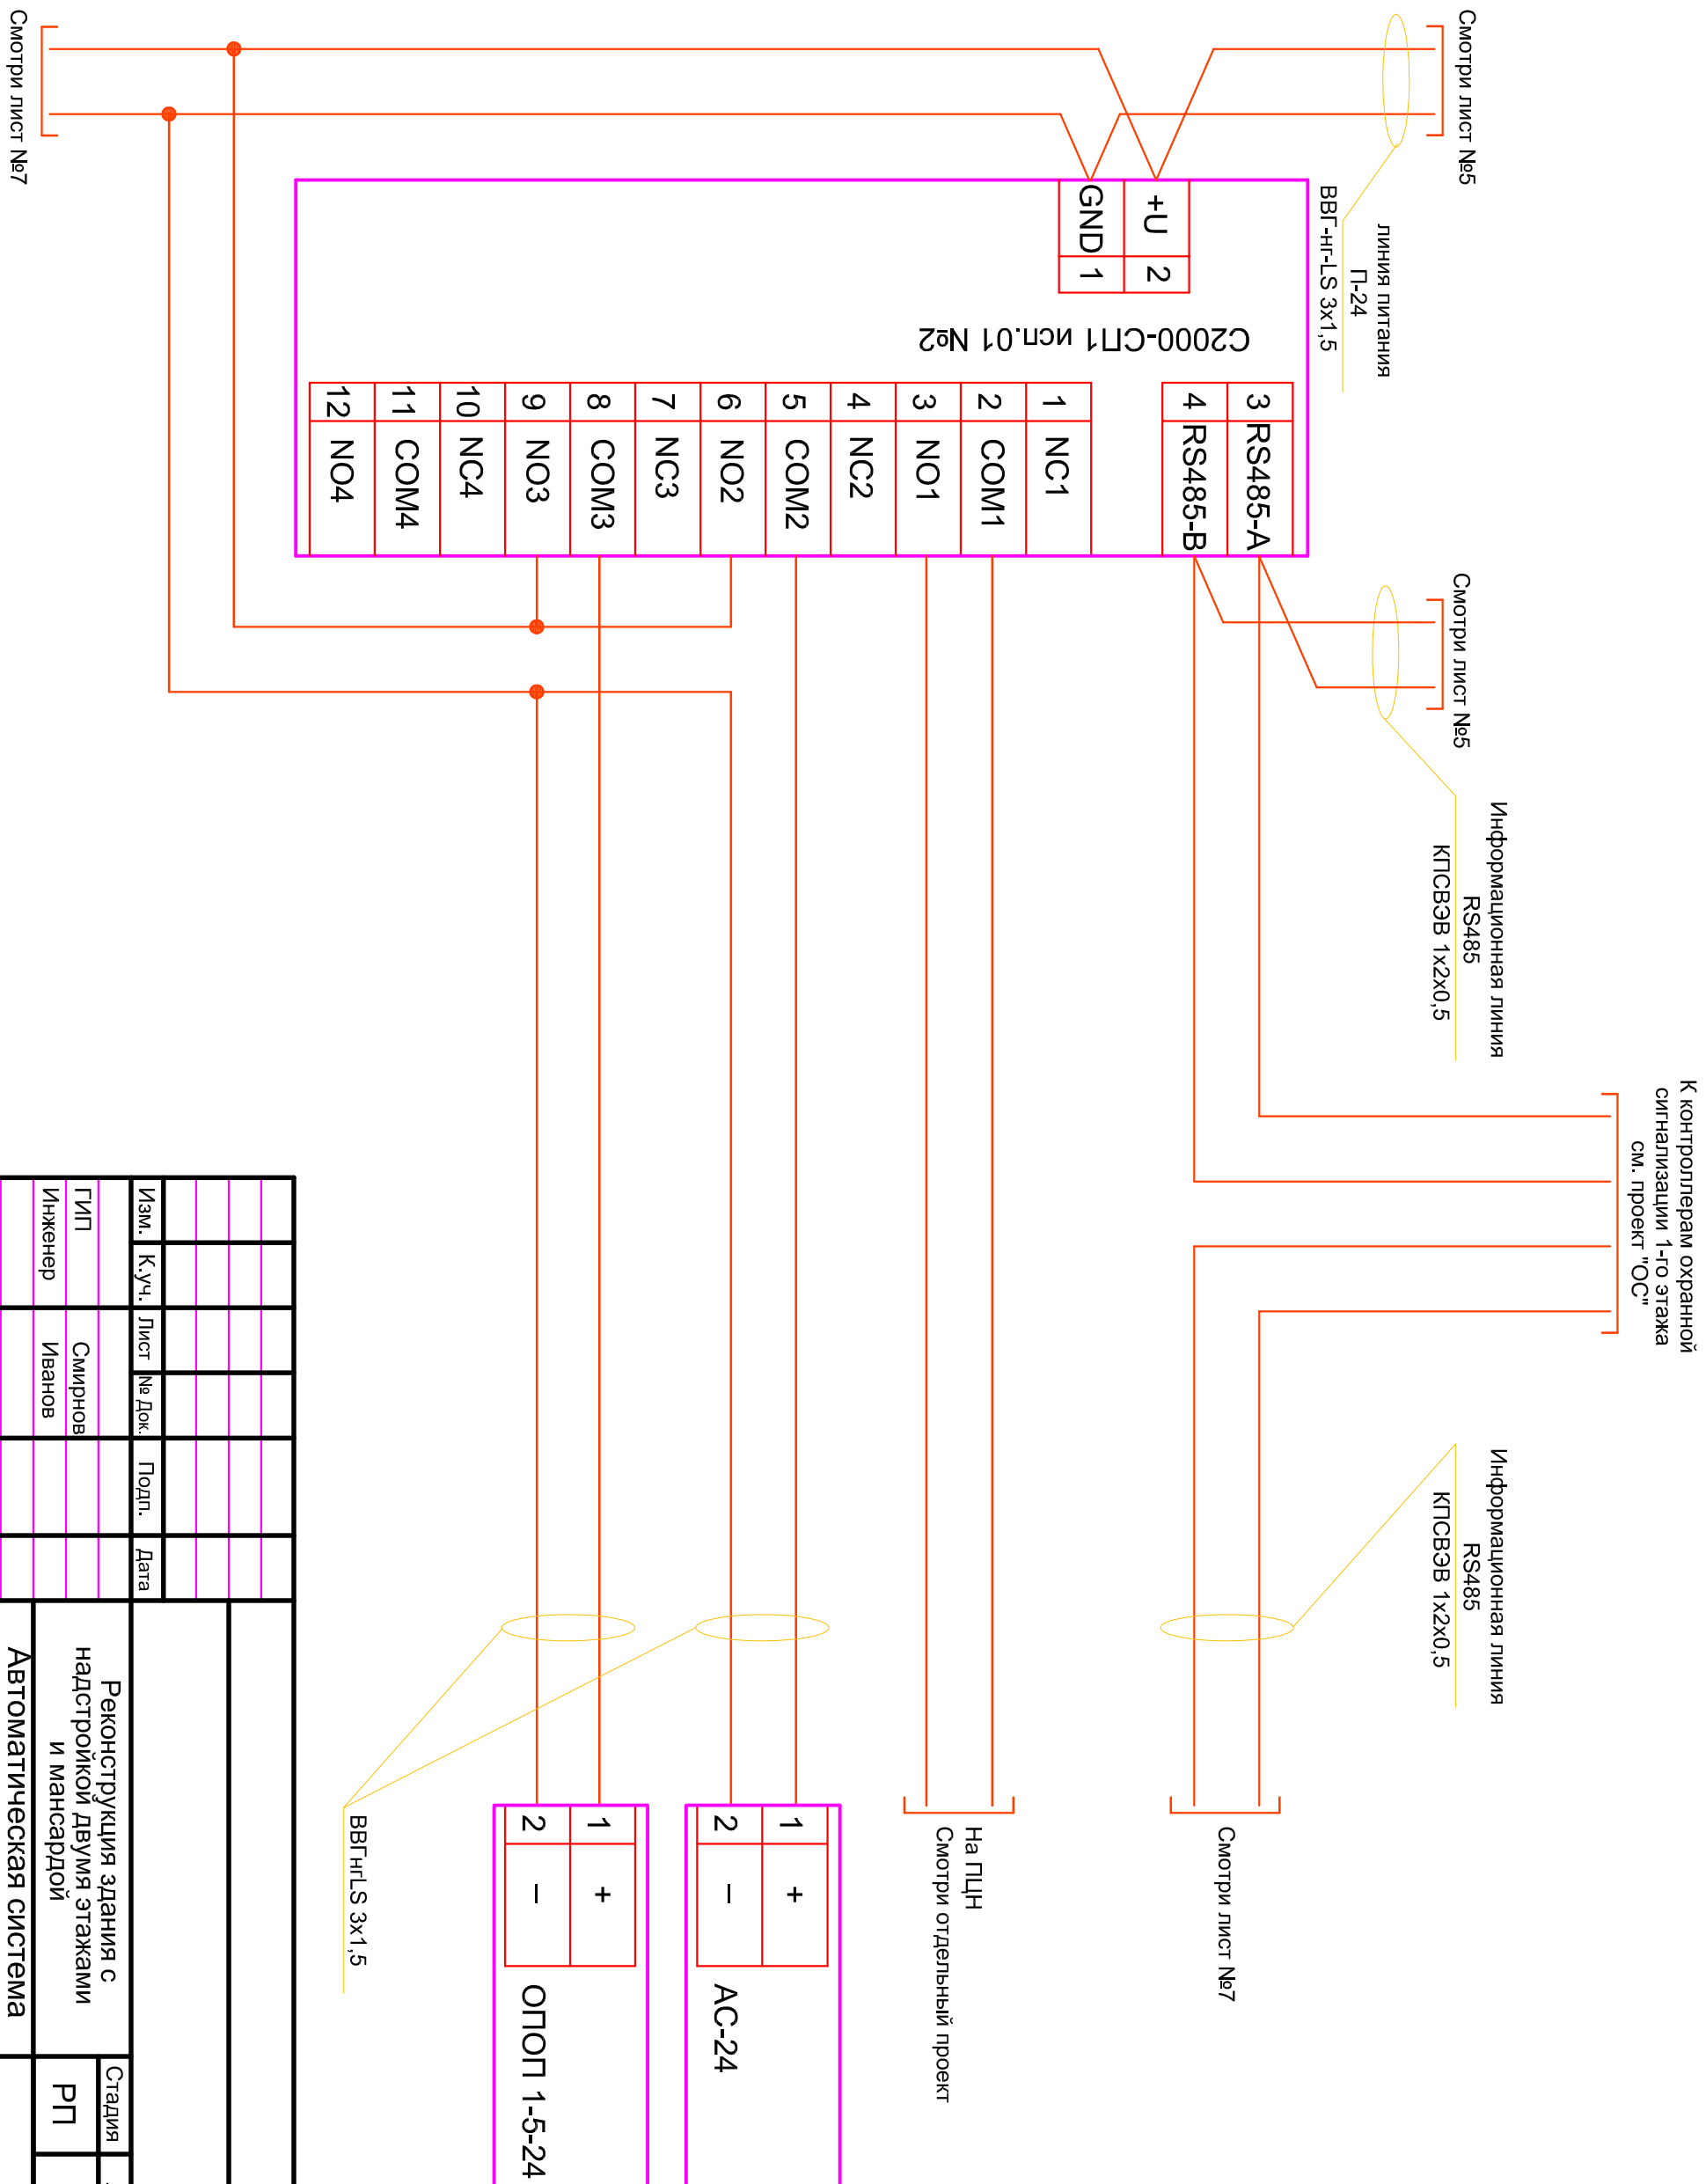 К контроллерам охранной
сигнализации 1-го этажа
см. проект "ОС"
Смотри лист №5
линия питания
П-24
ВВГ-нг-LS 3х1,5
Смотри лист №5
Информационная линия
RS485
КПСВЭВ 1х2х0,5
Информационная линия
RS485
КПСВЭВ 1х2х0,5
+U 2
GND 1
С2000-СП1 исп.01 №2
3 RS485-A
4 RS485-B
1 NC1
2 COM1
3 NO1
4 NC2
5 COM2
6 NO2
7 NC3
8 COM3
9 NO3
10 NC4
11 COM4
12 NO4
Смотри лист №7
На ПЦН
Смотри отдельный проект
1 +
2 –
АС-24
1 +
2 –
ОПОП 1-5-24
ВВГнгLS 3х1,5
Смотри лист №7
Изм. К.уч. Лист № Док. Подп. Дата
ГИП Смирнов
Инженер Иванов
Реконструкция здания с
надстройкой двумя этажами
и мансардой
Стадия
РП
Автоматическая система